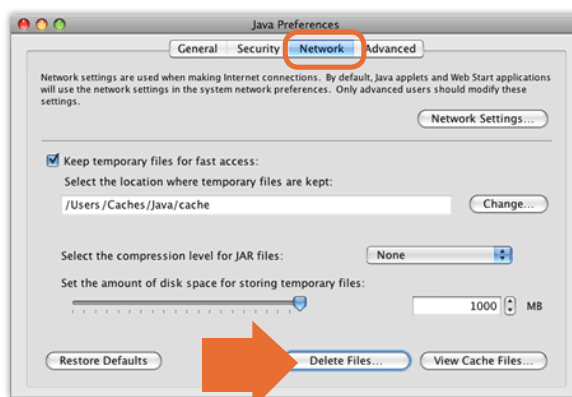 Java Preferences
General Security Network Advanced
Network settings are used when making Internet connections. By default, Java applets and Web Start applications
will use the network settings in the system network preferences. Only advanced users should modify these
settings.
Network Settings...
Keep temporary files for fast access:
Select the location where temporary files are kept:
/Users/Caches/Java/cache
Change...
Select the compression level for JAR files:
None
Set the amount of disk space for storing temporary files:
1000 MB
Restore Defaults
Delete Files...
View Cache Files...